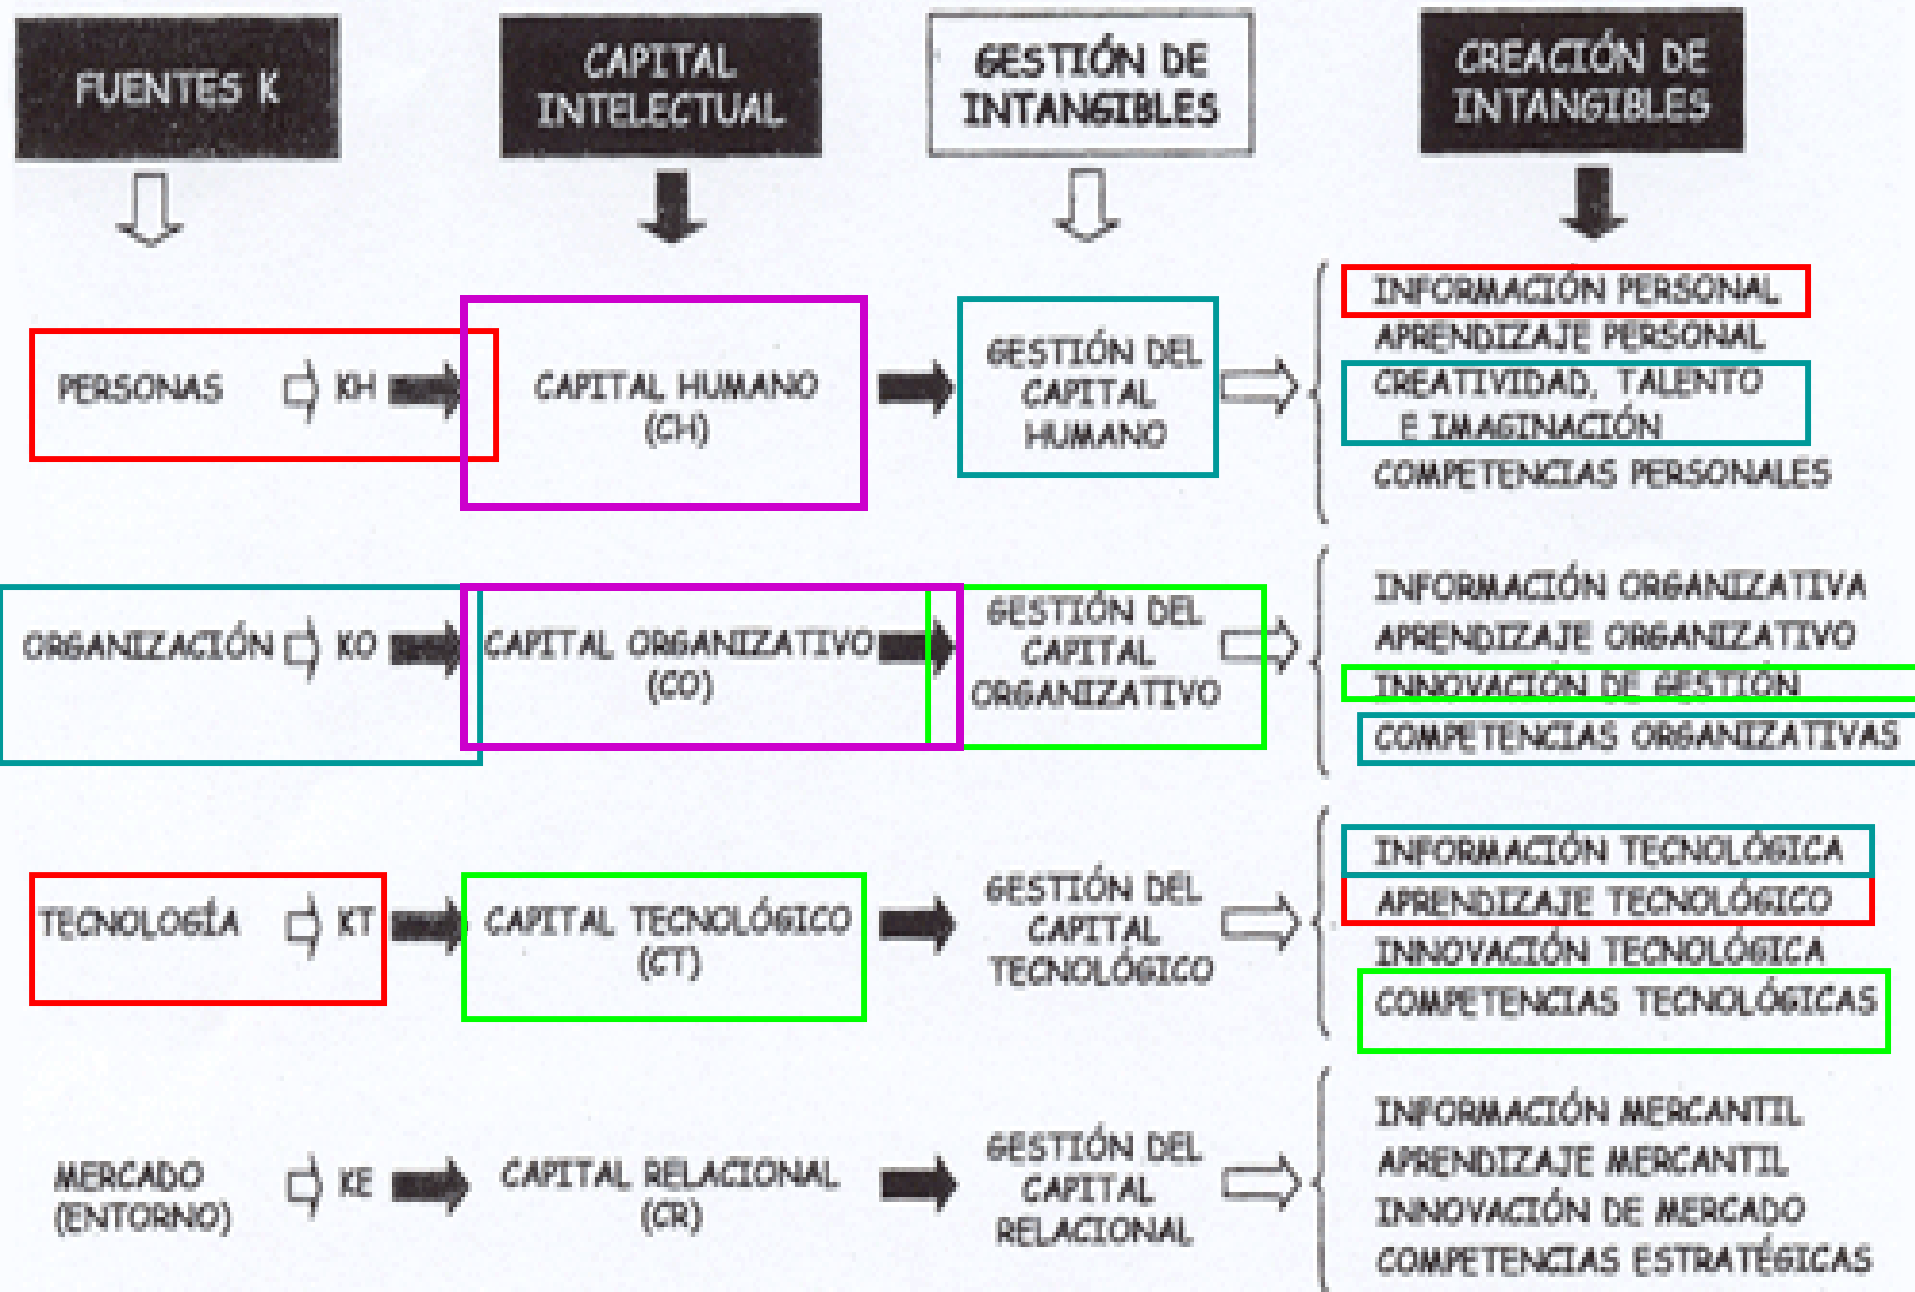 FUENTES K
CAPITAL
INTELECTUAL
GESTIÓN DE
INTANGIBLES
CREACIÓN DE
INTANGIBLES
PERSONAS
KH
CAPITAL HUMANO
(CH)
GESTIÓN DEL
CAPITAL
HUMANO
INFORMACIÓN PERSONAL
APRENDIZAJE PERSONAL
CREATIVIDAD, TALENTO
E IMAGINACIÓN
COMPETENCIAS PERSONALES
ORGANIZACIÓN
KO
CAPITAL ORGANIZATIVO
(CO)
GESTIÓN DEL
CAPITAL
ORGANIZATIVO
INFORMACIÓN ORGANIZATIVA
APRENDIZAJE ORGANIZATIVO
INNOVACIÓN DE GESTIÓN
COMPETENCIAS ORGANIZATIVAS
TECNOLOGÍA
KT
CAPITAL TECNOLÓGICO
(CT)
GESTIÓN DEL
CAPITAL
TECNOLÓGICO
INFORMACIÓN TECNOLÓGICA
APRENDIZAJE TECNOLÓGICO
INNOVACIÓN TECNOLÓGICA
COMPETENCIAS TECNOLÓGICAS
MERCADO
(ENTORNO)
KE
CAPITAL RELACIONAL
(CR)
GESTIÓN DEL
CAPITAL
RELACIONAL
INFORMACIÓN MERCANTIL
APRENDIZAJE MERCANTIL
INNOVACIÓN DE MERCADO
COMPETENCIAS ESTRATÉGICAS